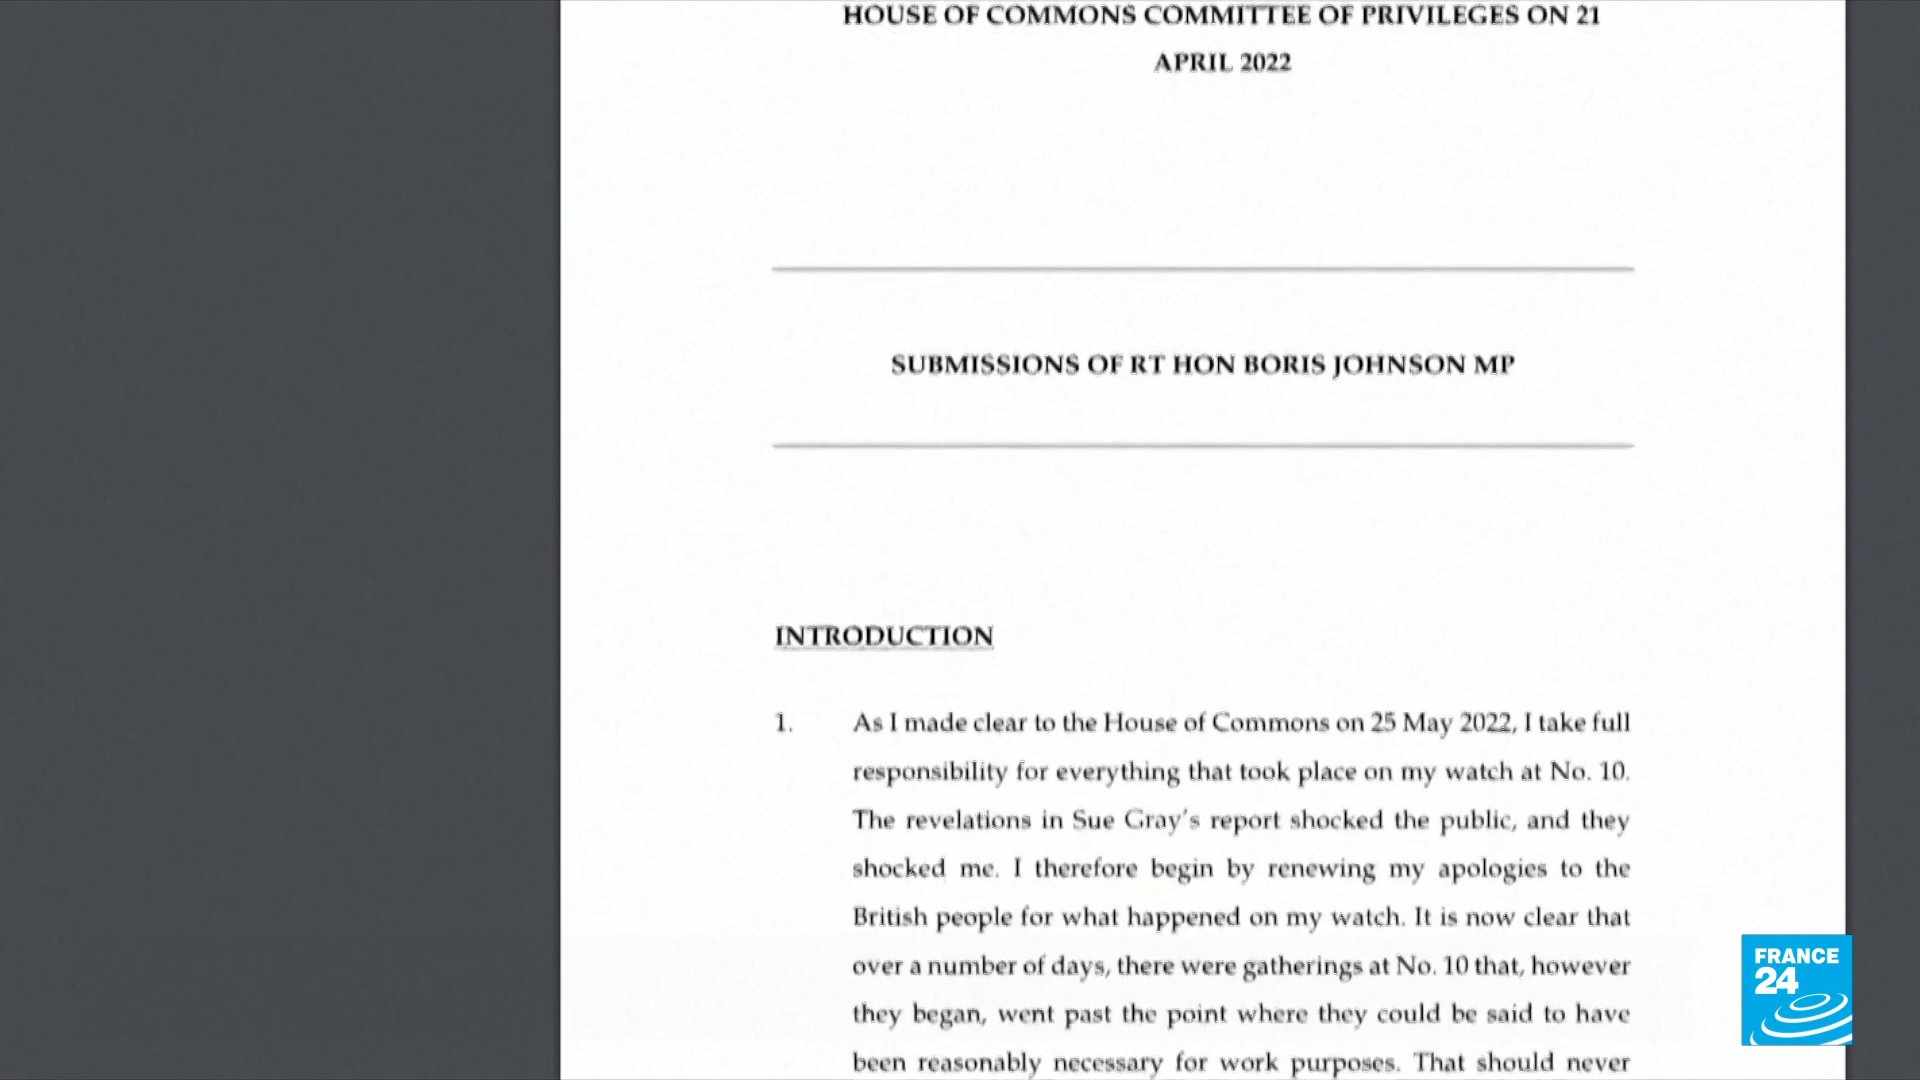 HOUSE OF COMMONS COMMITTEE OF PRIVILEGES ON 21
APRIL 2022
SUBMISSIONS OF RT HON BORIS JOHNSON MP
INTRODUCTION
1. As I made clear to the House of Commons on 25 May 2022, I take full
responsibility for everything that took place on my watch at No. 10.
The revelations in Sue Gray's report shocked the public, and they
shocked me. I therefore begin by renewing my apologies to the
British people for what happened on my watch. It is now clear that
over a number of days, there were gatherings at No. 10 that, however
they began, went past the point where they could be said to have
been reasonably necessary for work purposes. That should never
FRANCE
24